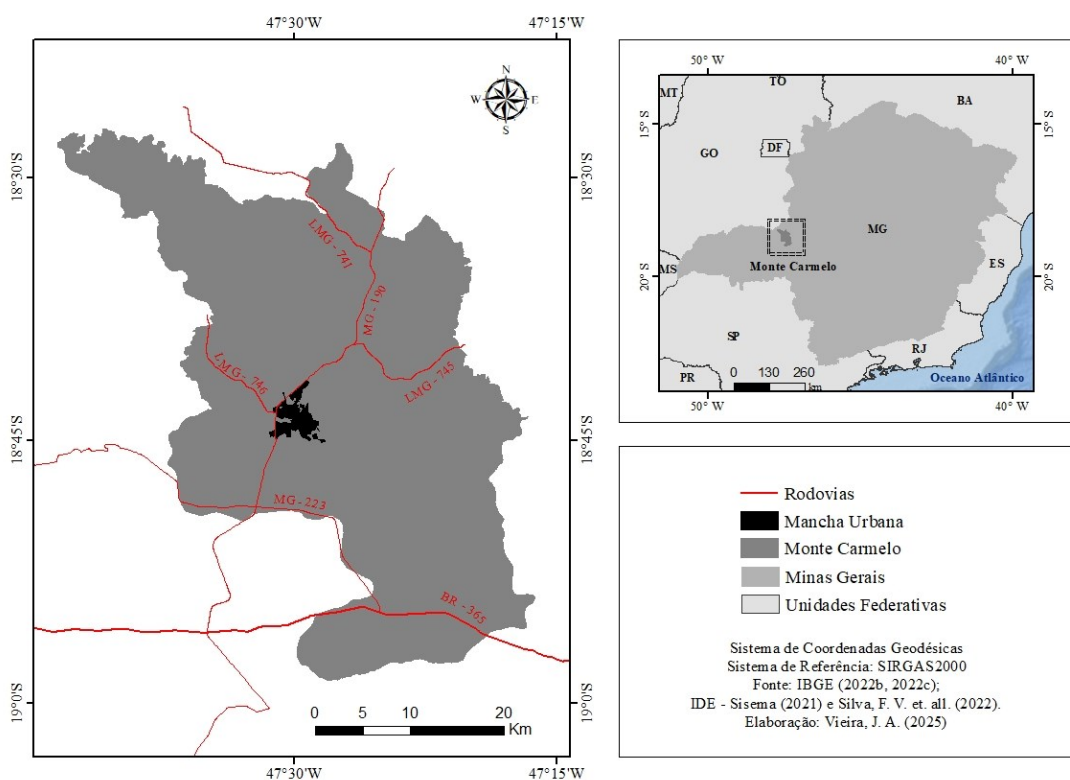 47°30'W
47°15'W
N
W
E
S
18°30'S
18°30'S
LMG - 741
MG - 190
LMG - 746
LMG - 745
18°45'S
18°45'S
MG - 223
BR - 365
19°0'S
19°0'S
0 5 10 20
Km
47°30'W
47°15'W
50° W
40° W
MT
TO
BA
15° S
15° S
GO
DF
MG
ES
Monte Carmelo
MS
20° S
20° S
SP
RJ
PR
0 130 260
km
Oceano Atlântico
50° W
40° W
Rodovias
Mancha Urbana
Monte Carmelo
Minas Gerais
Unidades Federativas
Sistema de Coordenadas Geodésicas
Sistema de Referência: SIRGAS2000
Fonte: IBGE (2022b, 2022c);
IDE - Sisema (2021) e Silva, F. V. et. all. (2022).
Elaboração: Vieira, J. A. (2025)